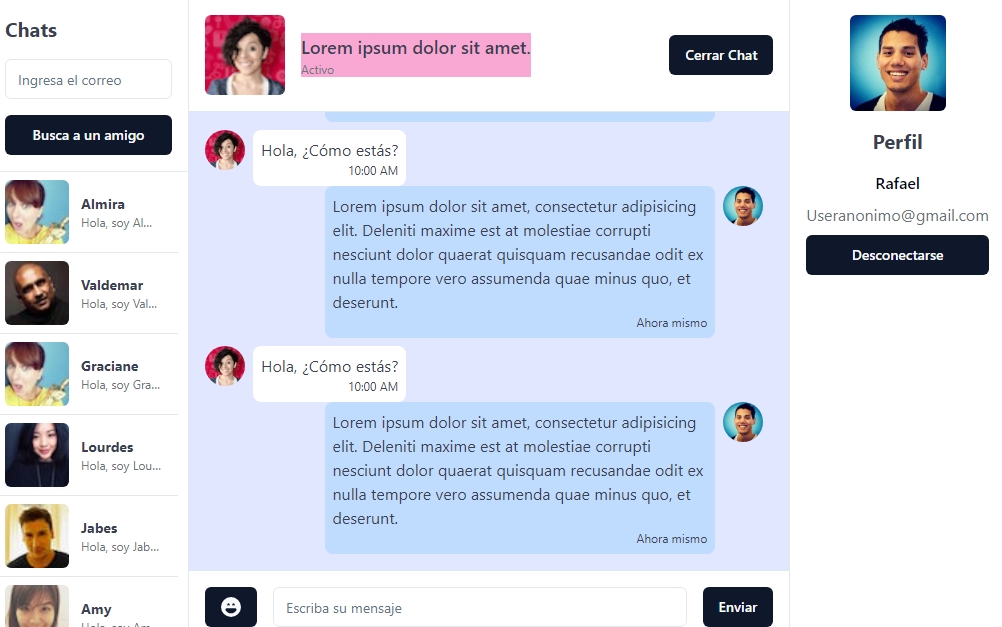 Chats
Ingresa el correo
Busca a un amigo
Almira
Hola, soy Al...
Valdemar
Hola, soy Val...
Graciane
Hola, soy Gra...
Lourdes
Hola, soy Lou...
Jabes
Hola, soy Jab...
Amy
Hola, soy Am...
Lorem ipsum dolor sit amet.
Activo
Cerrar Chat
Hola, ¿Cómo estás?
10:00 AM
Lorem ipsum dolor sit amet, consectetur adipisicing
elit. Deleniti maxime est at molestiae corrupti
nesciunt dolor quaerat quisquam recusandae odit ex
nulla tempore vero assumenda quae minus quo, et
deserunt.
Ahora mismo
Hola, ¿Cómo estás?
10:00 AM
Lorem ipsum dolor sit amet, consectetur adipisicing
elit. Deleniti maxime est at molestiae corrupti
nesciunt dolor quaerat quisquam recusandae odit ex
nulla tempore vero assumenda quae minus quo, et
deserunt.
Ahora mismo
Escriba su mensaje
Enviar
Perfil
Rafael
Useranonimo@gmail.com
Desconectarse